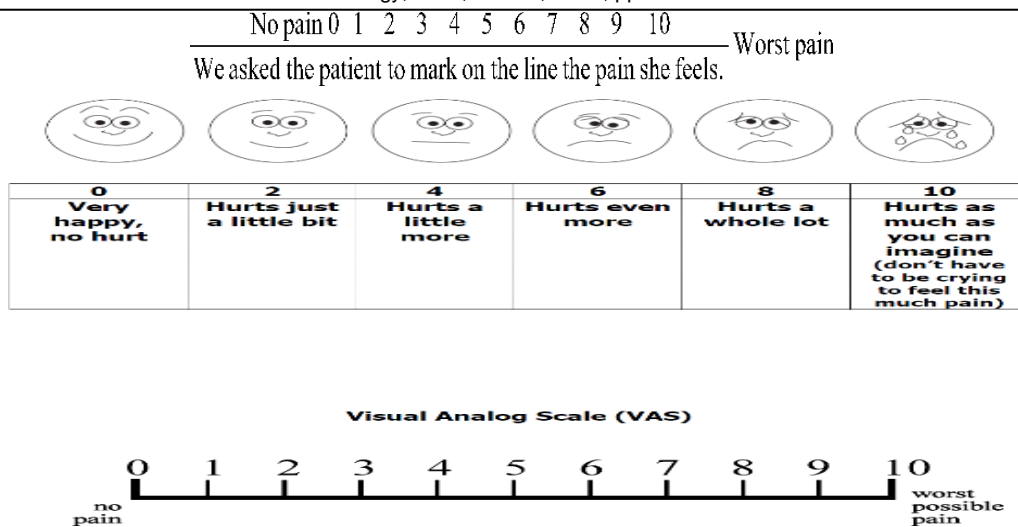 No pain 0 1 2 3 4 5 6 7 8 9 10
Worst pain
We asked the patient to mark on the line the pain she feels.
0 2 4 6 8 10
Very happy, no hurt
Hurts just a little bit
Hurts a little more
Hurts even more
Hurts a whole lot
Hurts as much as you can imagine (don't have to be crying to feel this much pain)
Visual Analog Scale (VAS)
0 1 2 3 4 5 6 7 8 9 10
no pain
worst possible pain